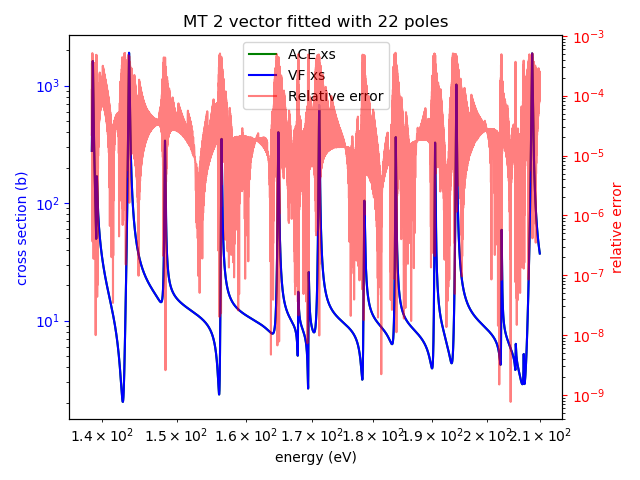 MT 2 vector fitted with 22 poles
ACE xs
VF xs
Relative error
10³
10²
10¹
cross section (b)
10⁻³
10⁻⁴
10⁻⁵
10⁻⁶
10⁻⁷
10⁻⁸
10⁻⁹
relative error
1.4 × 10² 1.5 × 10² 1.6 × 10² 1.7 × 10² 1.8 × 10² 1.9 × 10² 2 × 10² 2.1 × 10²
energy (eV)